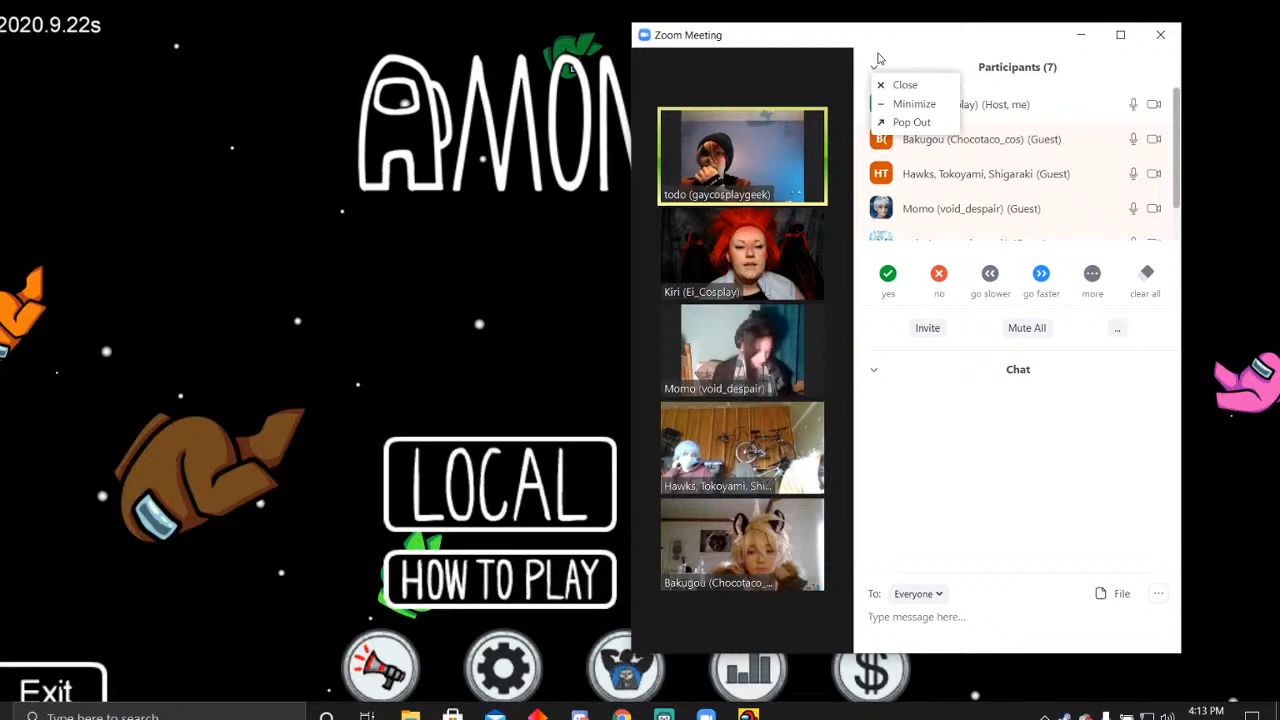 2020.9.22s
AMON
LOCAL
HOW TO PLAY
Exit
Type here to search
Zoom Meeting
todo (gaycosplaygeek)
Kiri (Ei_Cosplay)
Momo (void_despair)
Hawks, Tokoyami, Shi...
Bakugou (Chocotaco_...
Participants (7)
Close
Minimize
Pop Out
lay) (Host, me)
B( Bakugou (Chocotaco_cos) (Guest)
HT Hawks, Tokoyami, Shigaraki (Guest)
Momo (void_despair) (Guest)
yes no go slower go faster more clear all
Invite Mute All ...
Chat
To: Everyone File ...
Type message here...
4:13 PM